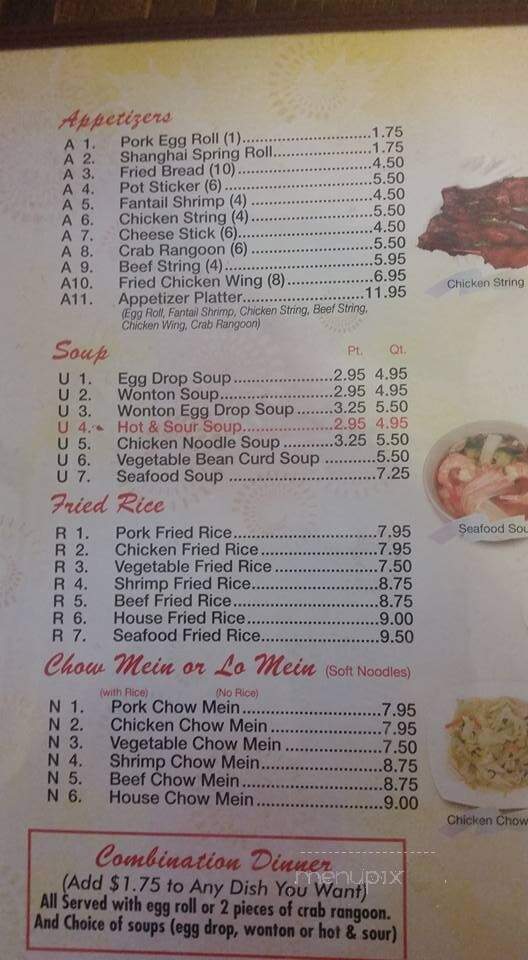 Appetizers
A 1. Pork Egg Roll (1)..............................1.75
A 2. Shanghai Spring Roll.......................1.75
A 3. Fried Bread (10)................................4.50
A 4. Pot Sticker (6)...................................5.50
A 5. Fantail Shrimp (4) .............................4.50
A 6. Chicken String (4).............................5.50
A 7. Cheese Stick (6)................................4.50
A 8. Crab Rangoon (6) .............................5.50
A 9. Beef String (4)...................................5.95
A10. Fried Chicken Wing (8)....................6.95
A11. Appetizer Platter...........................11.95
(Egg Roll, Fantail Shrimp, Chicken String, Beef String,
Chicken Wing, Crab Rangoon)
Chicken String
Soup Pt. Qt.
U 1. Egg Drop Soup......................2.95 4.95
U 2. Wonton Soup.........................2.95 4.95
U 3. Wonton Egg Drop Soup ........3.25 5.50
U 4. Hot & Sour Soup....................2.95 4.95
U 5. Chicken Noodle Soup ...........3.25 5.50
U 6. Vegetable Bean Curd Soup ...........5.50
U 7. Seafood Soup ................................7.25
Seafood Sou
Fried Rice
R 1. Pork Fried Rice................................7.95
R 2. Chicken Fried Rice.........................7.95
R 3. Vegetable Fried Rice ......................7.50
R 4. Shrimp Fried Rice...........................8.75
R 5. Beef Fried Rice................................8.75
R 6. House Fried Rice.............................9.00
R 7. Seafood Fried Rice..........................9.50
Chow Mein or Lo Mein (Soft Noodles)
(with Rice) (No Rice)
N 1. Pork Chow Mein..............................7.95
N 2. Chicken Chow Mein........................7.95
N 3. Vegetable Chow Mein .....................7.50
N 4. Shrimp Chow Mein..........................8.75
N 5. Beef Chow Mein..............................8.75
N 6. House Chow Mein...........................9.00
Chicken Chow
Combination Dinner
(Add $1.75 to Any Dish You Want)
menupix
All Served with egg roll or 2 pieces of crab rangoon.
And Choice of soups (egg drop, wonton or hot & sour)